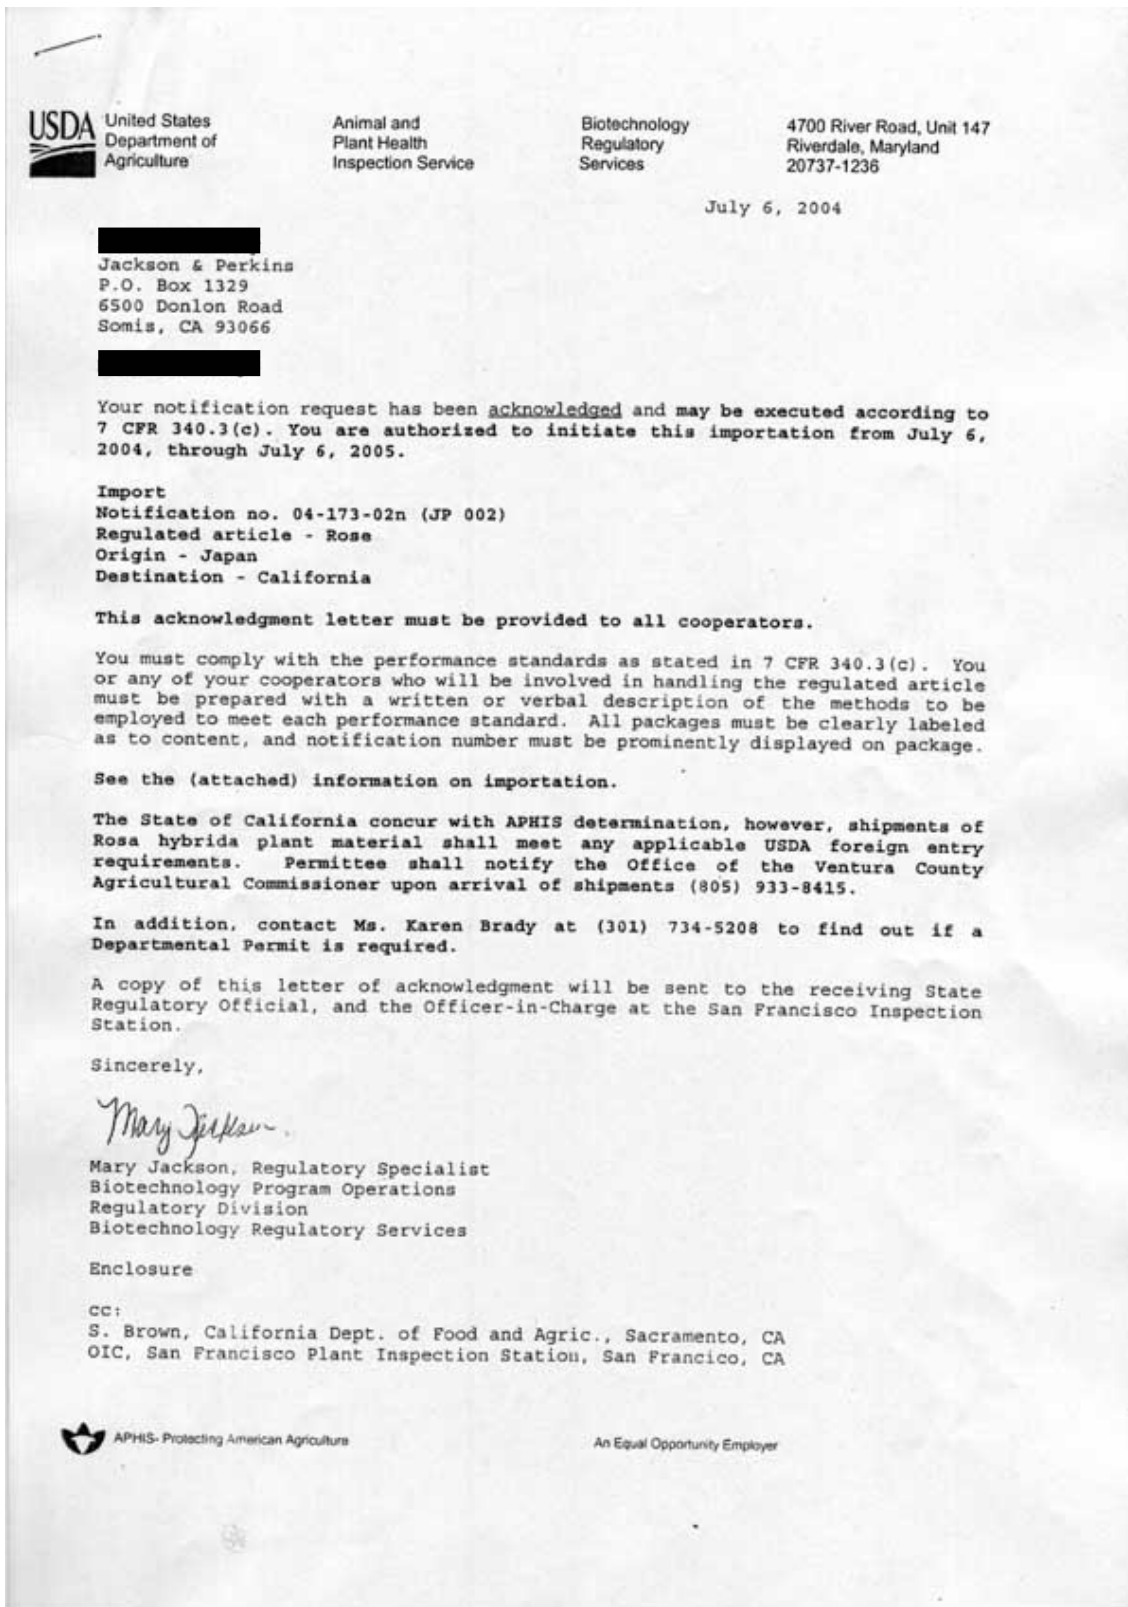 USDA
United States
Department of
Agriculture
Animal and
Plant Health
Inspection Service
Biotechnology
Regulatory
Services
4700 River Road, Unit 147
Riverdale, Maryland
20737-1236
July 6, 2004
Jackson & Perkins
P.O. Box 1329
6500 Donlon Road
Somis, CA 93066
Your notification request has been acknowledged and may be executed according to
7 CFR 340.3(c). You are authorized to initiate this importation from July 6,
2004, through July 6, 2005.
Import
Notification no. 04-173-02n (JP 002)
Regulated article - Rose
Origin - Japan
Destination - California
This acknowledgment letter must be provided to all cooperators.
You must comply with the performance standards as stated in 7 CFR 340.3(c). You
or any of your cooperators who will be involved in handling the regulated article
must be prepared with a written or verbal description of the methods to be
employed to meet each performance standard. All packages must be clearly labeled
as to content, and notification number must be prominently displayed on package.
See the (attached) information on importation.
The State of California concur with APHIS determination, however, shipments of
Rosa hybrida plant material shall meet any applicable USDA foreign entry
requirements. Permittee shall notify the Office of the Ventura County
Agricultural Commissioner upon arrival of shipments (805) 933-8415.
In addition, contact Ms. Karen Brady at (301) 734-5208 to find out if a
Departmental Permit is required.
A copy of this letter of acknowledgment will be sent to the receiving State
Regulatory Official, and the Officer-in-Charge at the San Francisco Inspection
Station.
Sincerely,
Mary Jackson
Mary Jackson, Regulatory Specialist
Biotechnology Program Operations
Regulatory Division
Biotechnology Regulatory Services
Enclosure
cc:
S. Brown, California Dept. of Food and Agric., Sacramento, CA
OIC, San Francisco Plant Inspection Station, San Francico, CA
APHIS- Protecting American Agriculture
An Equal Opportunity Employer